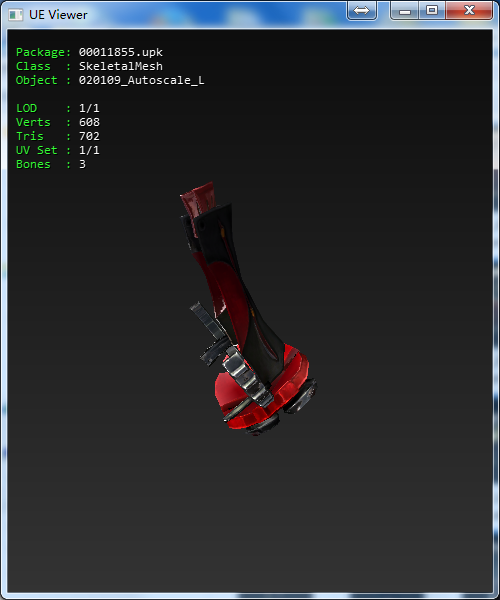 UE Viewer
Package: 00011855.upk
Class : SkeletalMesh
Object : 020109_Autoscale_L
LOD : 1/1
Verts : 608
Tris : 702
UV Set : 1/1
Bones : 3